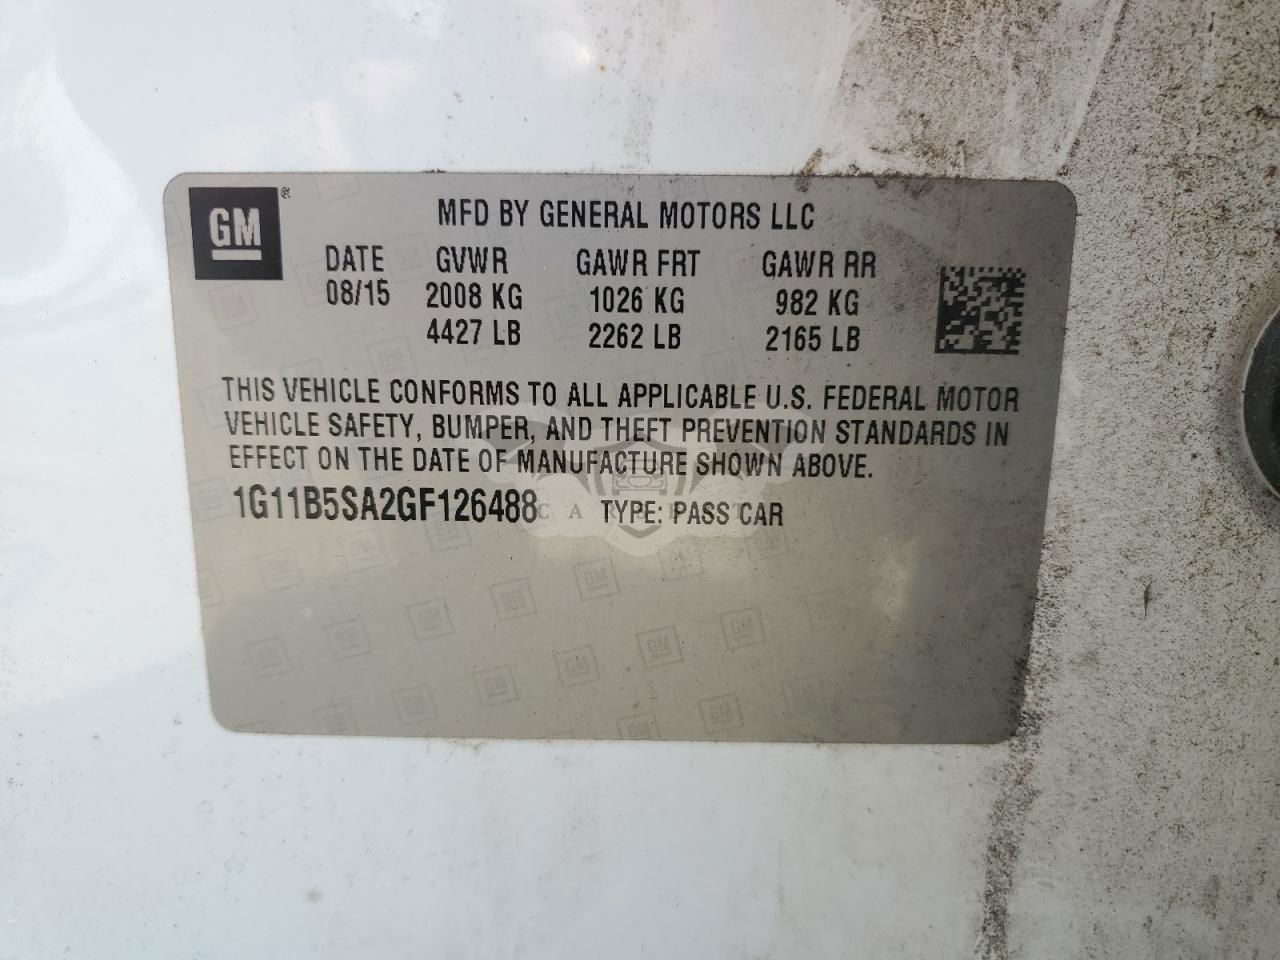 GM ®
MFD BY GENERAL MOTORS LLC
DATE GVWR GAWR FRT GAWR RR
08/15 2008 KG 1026 KG 982 KG
4427 LB 2262 LB 2165 LB
THIS VEHICLE CONFORMS TO ALL APPLICABLE U.S. FEDERAL MOTOR
VEHICLE SAFETY, BUMPER, AND THEFT PREVENTION STANDARDS IN
EFFECT ON THE DATE OF MANUFACTURE SHOWN ABOVE.
1G11B5SA2GF126488 TYPE: PASS CAR